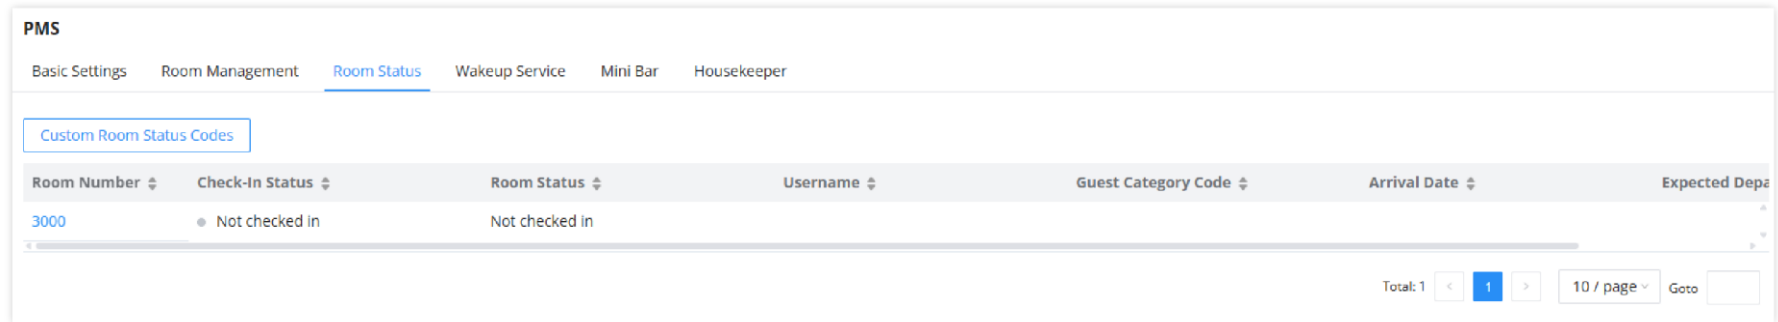 PMS
Basic Settings Room Management Room Status Wakeup Service Mini Bar Housekeeper
Custom Room Status Codes
Room Number Check-In Status Room Status Username Guest Category Code Arrival Date Expected Depa
3000 Not checked in Not checked in
Total: 1 < 1 > 10 / page Goto